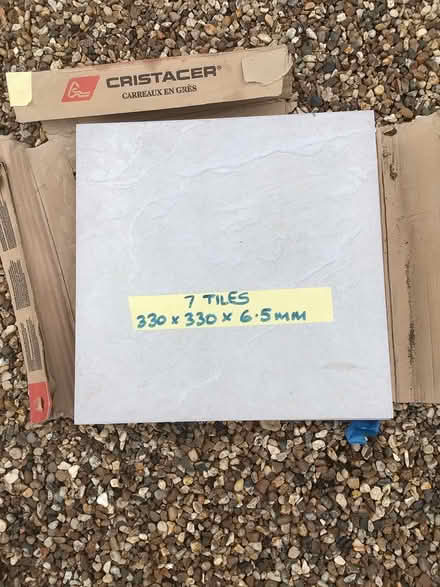 CRISTACER®
CARREAUX EN GRÈS
7 TILES
330 x 330 x 6.5mm